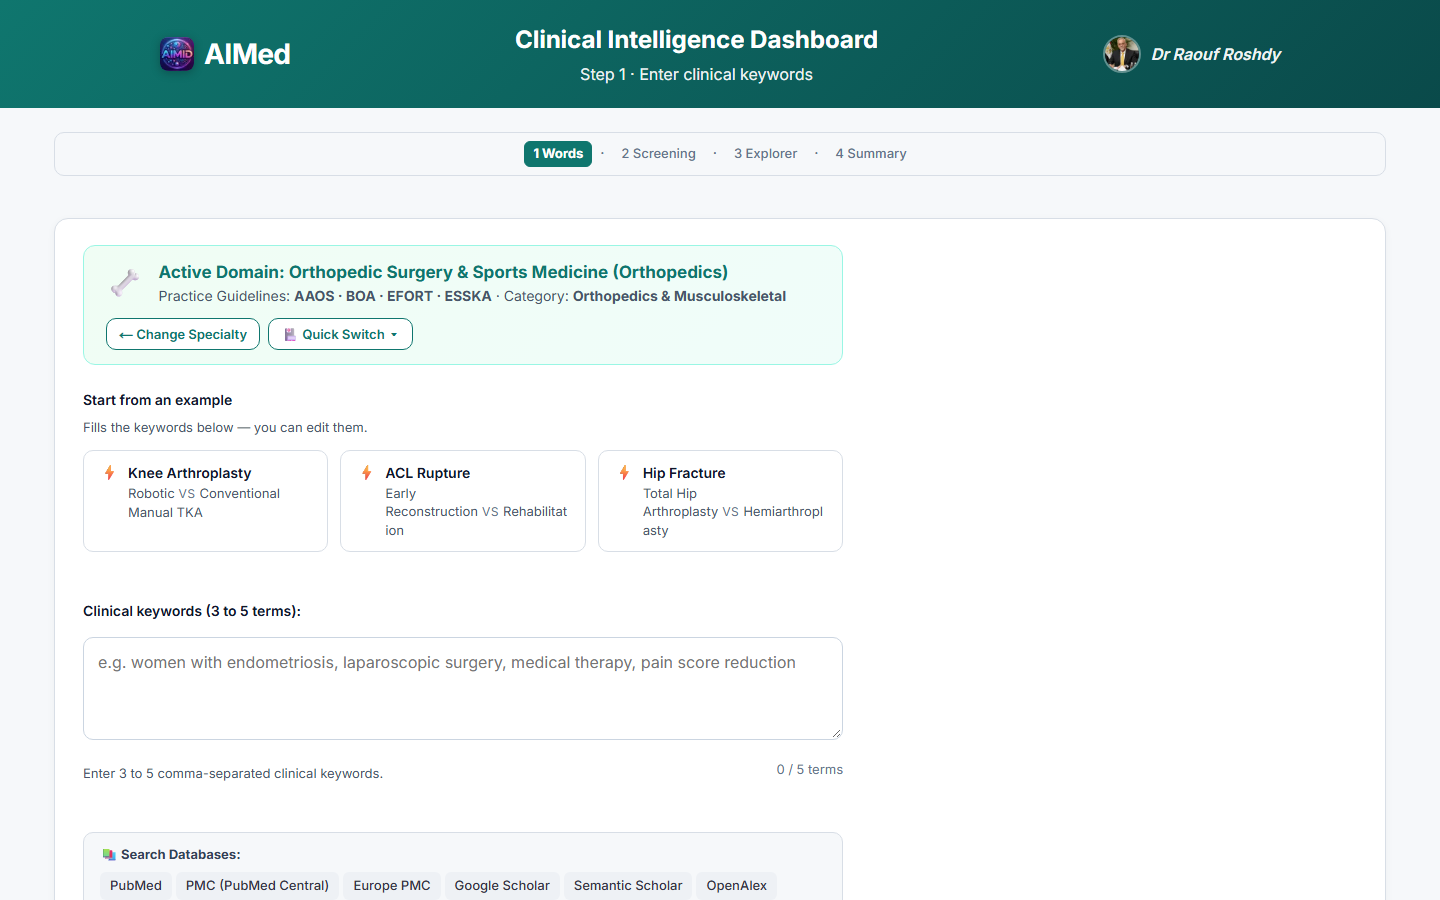 AIMID
AIMed
Clinical Intelligence Dashboard
Step 1 · Enter clinical keywords
Dr Raouf Roshdy
1 Words · 2 Screening · 3 Explorer · 4 Summary
Active Domain: Orthopedic Surgery & Sports Medicine (Orthopedics)
Practice Guidelines: AAOS · BOA · EFORT · ESSKA · Category: Orthopedics & Musculoskeletal
← Change Specialty
Quick Switch
Start from an example
Fills the keywords below — you can edit them.
Knee Arthroplasty
Robotic VS Conventional
Manual TKA
ACL Rupture
Early
Reconstruction VS Rehabilitat
ion
Hip Fracture
Total Hip
Arthroplasty VS Hemiarthropl
asty
Clinical keywords (3 to 5 terms):
e.g. women with endometriosis, laparoscopic surgery, medical therapy, pain score reduction
Enter 3 to 5 comma-separated clinical keywords.
0 / 5 terms
Search Databases:
PubMed
PMC (PubMed Central)
Europe PMC
Google Scholar
Semantic Scholar
OpenAlex